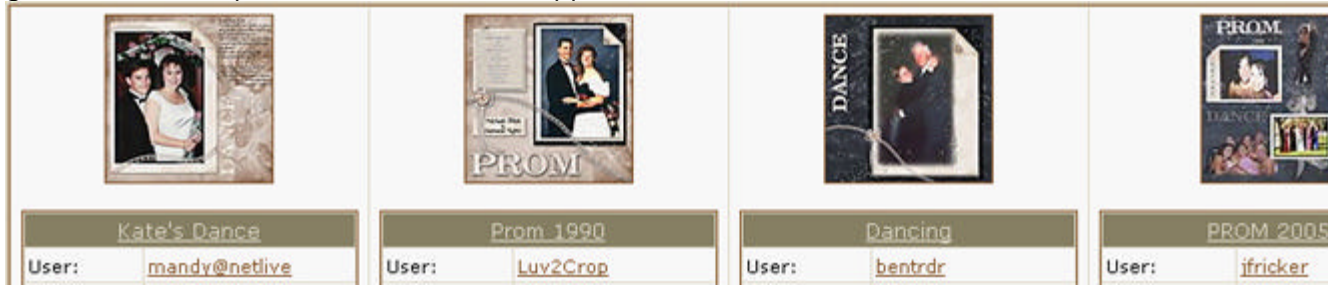 DANCE
PROM
DANCE
PROM
DANCE
Kate's Dance
Prom 1990
Dancing
PROM 2005
User: mandy@netlive
User: Luv2Crop
User: bentrdr
User: jfricker